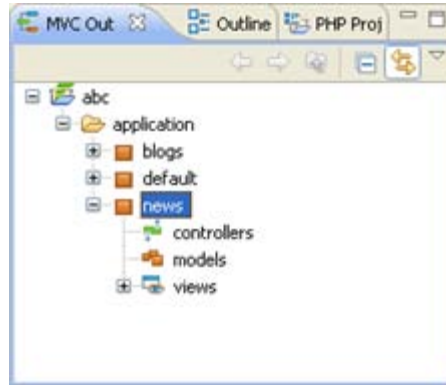 MVC Out Outline PHP Proj
abc
application
blogs
default
news
controllers
models
views